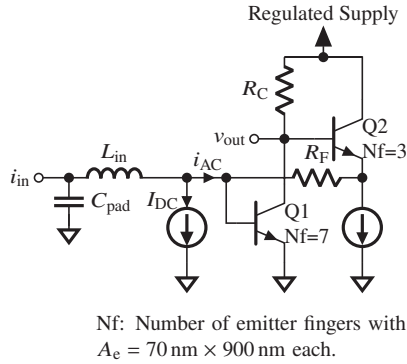 Regulated Supply
R_C
Q2
v_out
R_F
Nf=3
L_in
i_AC
i_in
C_pad
I_DC
Q1
Nf=7
Nf: Number of emitter fingers with
A_e = 70 nm × 900 nm each.